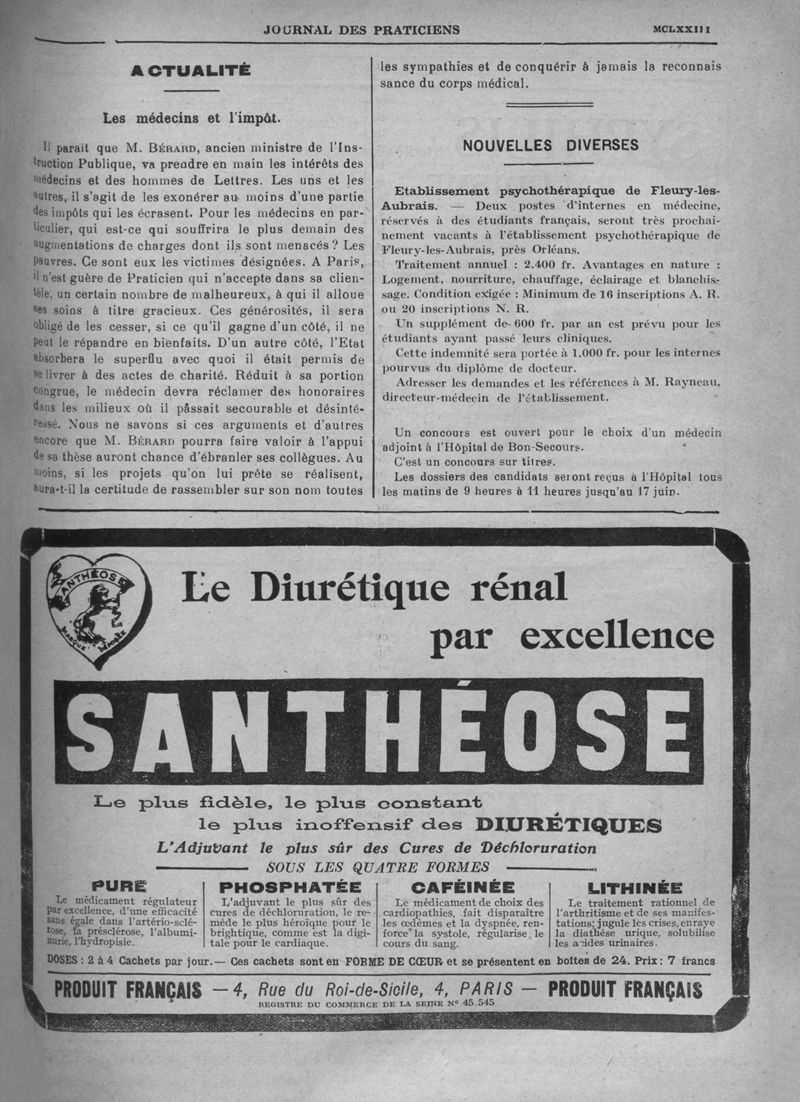 JOURNAL DES PRATICIENS
MCLXXIII
ACTUALITÉ
Les médecins et l'impôt.
Il parait que M. BÉRARD, ancien ministre de l'Ins-
truction Publique, va prendre en main les intérêts des
médecins et des hommes de Lettres. Les uns et les
autres, il s'agit de les exonérer au moins d'une partie
des impôts qui les écrasent. Pour les médecins en par-
ticulier, qui est-ce qui souffrira le plus demain des
augmentations de charges dont ils sont menacés? Les
pauvres. Ce sont eux les victimes désignées. A Paris,
il n'est guère de Praticien qui n'accepte dans sa clien-
tèle, un certain nombre de malheureux, à qui il alloue
ses soins à titre gracieux. Ces générosités, il sera
obligé de les cesser, si ce qu'il gagne d'un côté, il ne
peut le répandre en bienfaits. D'un autre côté, l'Etat
absorbera le superflu avec quoi il était permis de
se livrer à des actes de charité. Réduit à sa portion
congrue, le médecin devra réclamer des honoraires
dans les milieux où il pâssait secourable et désinté-
ressé. Nous ne savons si ces arguments et d'autres
encore que M. BÉRARD pourra faire valoir à l'appui
de sa thèse auront chance d'ébranler ses collègues. Au
moins, si les projets qu'on lui prête se réalisent,
aura-t-il la certitude de rassembler sur son nom toutes
les sympathies et de conquérir à jamais la reconnais
sance du corps médical.
NOUVELLES DIVERSES
Etablissement psychothérapique de Fleury-les-
Aubrais. — Deux postes d'internes en médecine,
réservés à des étudiants français, seront très prochai-
nement vacants à l'établissement psychothérapique de
Fleury-les-Aubrais, près Orléans.
Traitement annuel : 2.400 fr. Avantages en nature :
Logement, nourriture, chauffage, éclairage et blanchis-
sage. Condition exigée : Minimum de 16 inscriptions A. R.
ou 20 inscriptions N. R.
Un supplément de 600 fr. par an est prévu pour les
étudiants ayant passé leurs cliniques.
Cette indemnité sera portée à 1.000 fr. pour les internes
pourvus du diplôme de docteur.
Adresser les demandes et les références à M. Rayneau,
directeur-médecin de l'établissement.
Un concours est ouvert pour le choix d'un médecin
adjoint à l'Hôpital de Bon-Secours.
C'est un concours sur titres.
Les dossiers des candidats seront reçus à l'Hôpital tous
les matins de 9 heures à 11 heures jusqu'au 17 juin.
SANTHÉOSE
MARQUE DÉPOSÉE
Le Diurétique rénal
par excellence
SANTHÉOSE
Le plus fidèle, le plus constant
le plus inoffensif des DIURÉTIQUES
L'Adjuvant le plus sûr des Cures de Déchloruration
SOUS LES QUATRE FORMES
PURE
Le médicament régulateur
par excellence, d'une efficacité
sans égale dans l'artério-sclé-
rose, la présclérose, l'albumi-
nurie, l'hydropisie.
PHOSPHATÉE
L'adjuvant le plus sûr des
cures de déchloruration, le re-
mède le plus héroïque pour le
brightique, comme est la digi-
tale pour le cardiaque.
CAFÉINÉE
Le médicament de choix des
cardiopathies, fait disparaître
les œdèmes et la dyspnée, ren-
force la systole, régularise le
cours du sang.
LITHINÉE
Le traitement rationnel de
l'arthritisme et de ses manifes-
tations; jugule les crises, enraye
la diathèse urique, solubilise
les acides urinaires.
DOSES : 2 à 4 Cachets par jour. — Ces cachets sont en FORME DE CŒUR et se présentent en boîtes de 24. Prix : 7 francs
PRODUIT FRANÇAIS — 4, Rue du Roi-de-Sicile, 4, PARIS — PRODUIT FRANÇAIS
REGISTRE DU COMMERCE DE LA SEINE N° 45.545